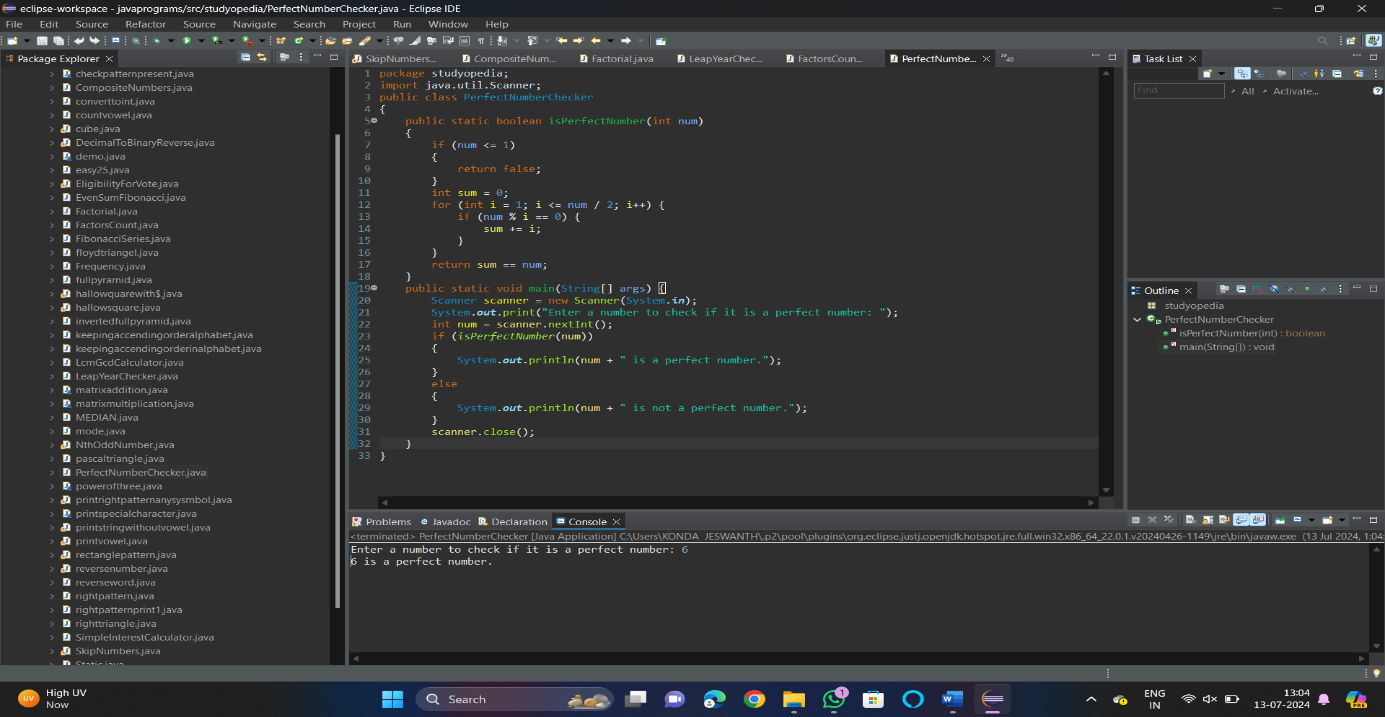 eclipse-workspace - javaprograms/src/studyopedia/PerfectNumberChecker.java - Eclipse IDE
File Edit Source Refactor Source Navigate Search Project Run Window Help
Package Explorer
checkpatternpresent.java
CompositeNumbers.java
converttoint.java
countvowel.java
cube.java
DecimalToBinaryReverse.java
demo.java
easy25.java
EligibilityForVote.java
EvenSumFibonacci.java
Factorial.java
FactorsCount.java
FibonacciSeries.java
floydtriangel.java
Frequency.java
fullpyramid.java
hallowquarewith$.java
hallowsquare.java
invertedfullpyramid.java
keepingaccendingorderalphabet.java
keepingaccendingorderinalphabet.java
LcmGcdCalculator.java
LeapYearChecker.java
matrixaddition.java
matrixmultiplication.java
MEDIAN.java
mode.java
NthOddNumber.java
pascaltriangle.java
PerfectNumberChecker.java
powerofthree.java
printrightpatternanysysmbol.java
printspecialcharacter.java
printstringwithoutvowel.java
printvowel.java
rectanglepattern.java
reversenumber.java
reverseword.java
rightpattern.java
rightpatternprint1.java
righttriangle.java
SimpleInterestCalculator.java
SkipNumbers.java
Static.java
SkipNumbers... CompositeNum... Factorial.java LeapYearChec... FactorsCoun... PerfectNumbe... »40
1 package studyopedia;
2 import java.util.Scanner;
3 public class PerfectNumberChecker
4 {
5 public static boolean isPerfectNumber(int num)
6 {
7 if (num <= 1)
8 {
9 return false;
10 }
11 int sum = 0;
12 for (int i = 1; i <= num / 2; i++) {
13 if (num % i == 0) {
14 sum += i;
15 }
16 }
17 return sum == num;
18 }
19 public static void main(String[] args) {
20 Scanner scanner = new Scanner(System.in);
21 System.out.print("Enter a number to check if it is a perfect number: ");
22 int num = scanner.nextInt();
23 if (isPerfectNumber(num))
24 {
25 System.out.println(num + " is a perfect number.");
26 }
27 else
28 {
29 System.out.println(num + " is not a perfect number.");
30 }
31 scanner.close();
32 }
33 }
Task List
Find All Activate...
Outline
studyopedia
PerfectNumberChecker
isPerfectNumber(int) : boolean
main(String[]) : void
Problems Javadoc Declaration Console
<terminated> PerfectNumberChecker [Java Application] C:\Users\KONDA JESWANTH\.p2\pool\plugins\org.eclipse.justj.openjdk.hotspot.jre.full.win32.x86_64_22.0.1.v20240426-1149\jre\bin\javaw.exe (13 Jul 2024, 1:04:
Enter a number to check if it is a perfect number: 6
6 is a perfect number.
UV
High UV
Now
Search
1
ENG
IN
13:04
13-07-2024
PRE